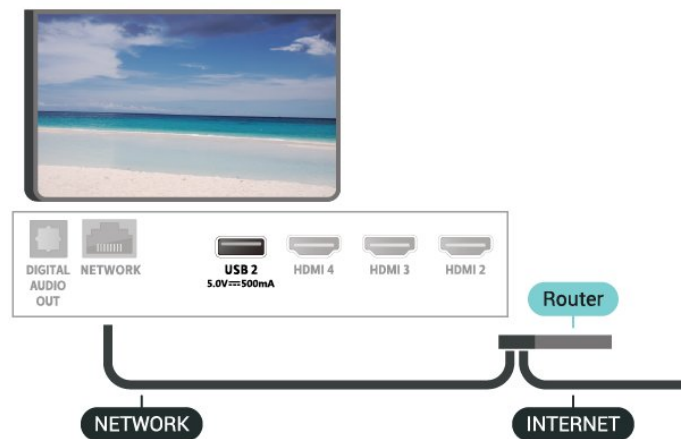 DIGITAL
AUDIO
OUT
NETWORK
USB 2
5.0V⎓500mA
HDMI 4
HDMI 3
HDMI 2
Router
NETWORK
INTERNET